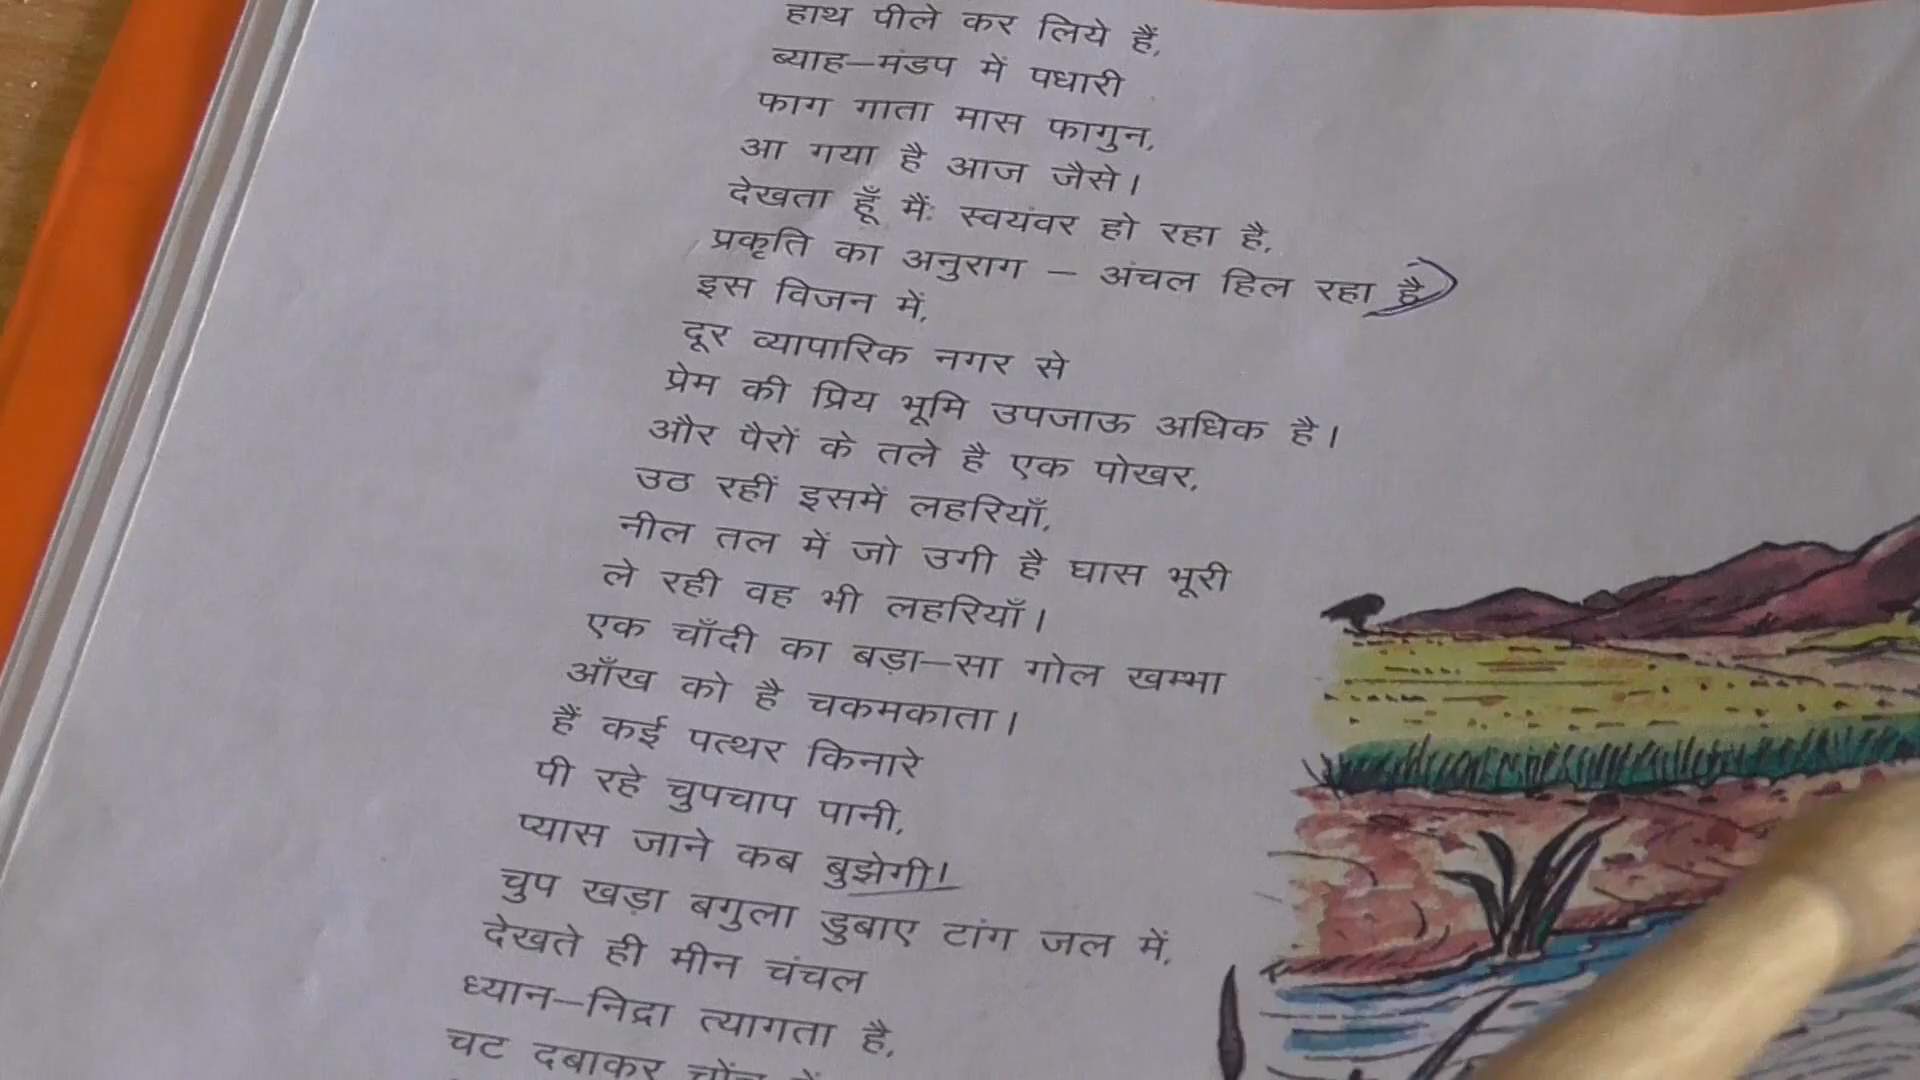 हाथ पीले कर लिये हैं,
ब्याह–मंडप में पधारी
फाग गाता मास फागुन,
आ गया है आज जैसे।
देखता हूँ मैं: स्वयंवर हो रहा है,
प्रकृति का अनुराग – अंचल हिल रहा है
इस विजन में,
दूर व्यापारिक नगर से
प्रेम की प्रिय भूमि उपजाऊ अधिक है।
और पैरों के तले है एक पोखर,
उठ रहीं इसमें लहरियाँ,
नील तल में जो उगी है घास भूरी
ले रही वह भी लहरियाँ।
एक चाँदी का बड़ा–सा गोल खम्भा
आँख को है चकमकाता।
हैं कई पत्थर किनारे
पी रहे चुपचाप पानी,
प्यास जाने कब बुझेगी!
चुप खड़ा बगुला डुबाए टांग जल में,
देखते ही मीन चंचल
ध्यान–निद्रा त्यागता है,
चट दबाकर चोंच में